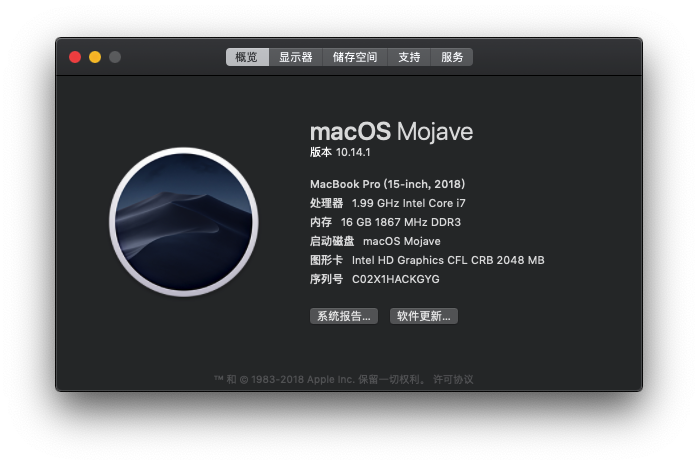 概览 显示器 储存空间 支持 服务
macOS Mojave
版本 10.14.1
MacBook Pro (15-inch, 2018)
处理器 1.99 GHz Intel Core i7
内存 16 GB 1867 MHz DDR3
启动磁盘 macOS Mojave
图形卡 Intel HD Graphics CFL CRB 2048 MB
序列号 C02X1HACKGYG
系统报告... 软件更新...
™ 和 © 1983-2018 Apple Inc. 保留一切权利。 许可协议